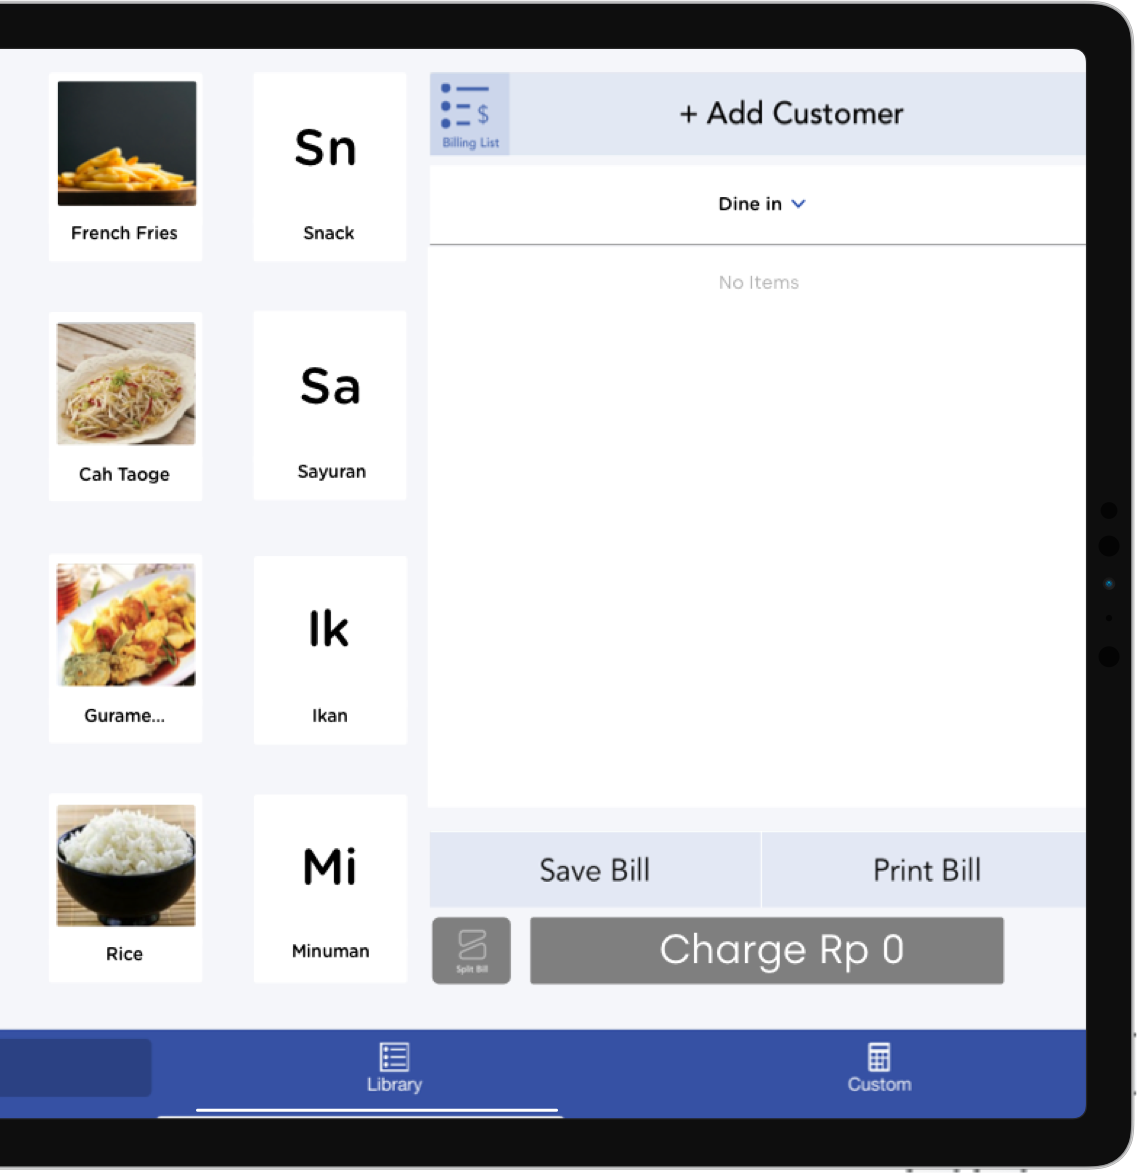 Billing List
+ Add Customer
Dine in
No Items
French Fries
Sn
Snack
Cah Taoge
Sa
Sayuran
Gurame...
Ik
Ikan
Rice
Mi
Minuman
$
Save Bill
Print Bill
Split Bill
Charge Rp 0
Library
Custom